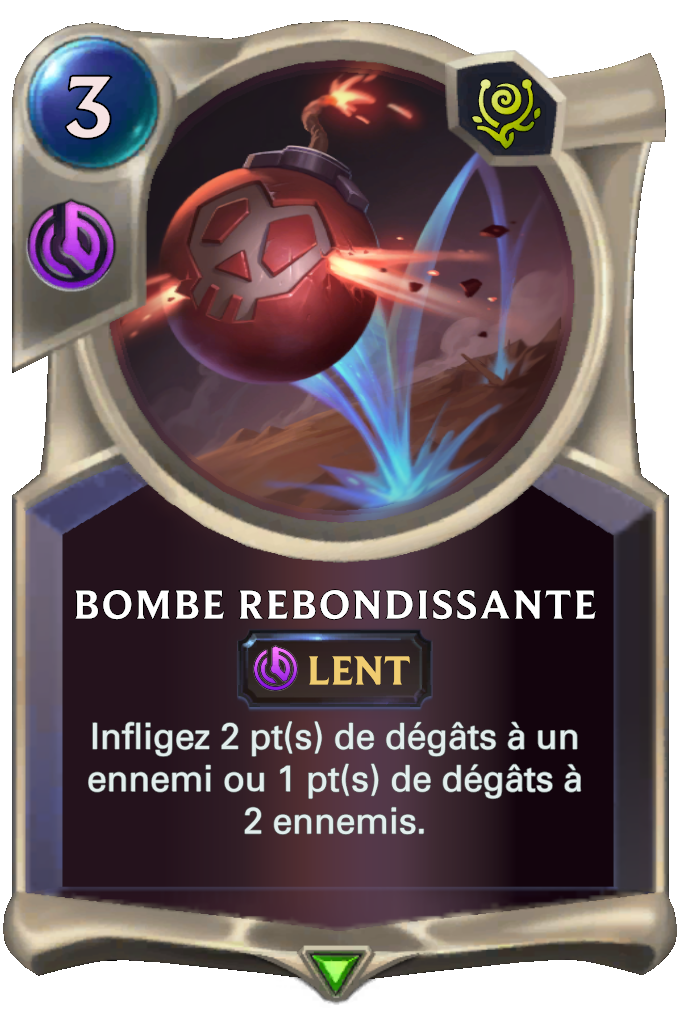 3
BOMBE REBONDISSANTE
LENT
Infligez 2 pt(s) de dégâts à un
ennemi ou 1 pt(s) de dégâts à
2 ennemis.